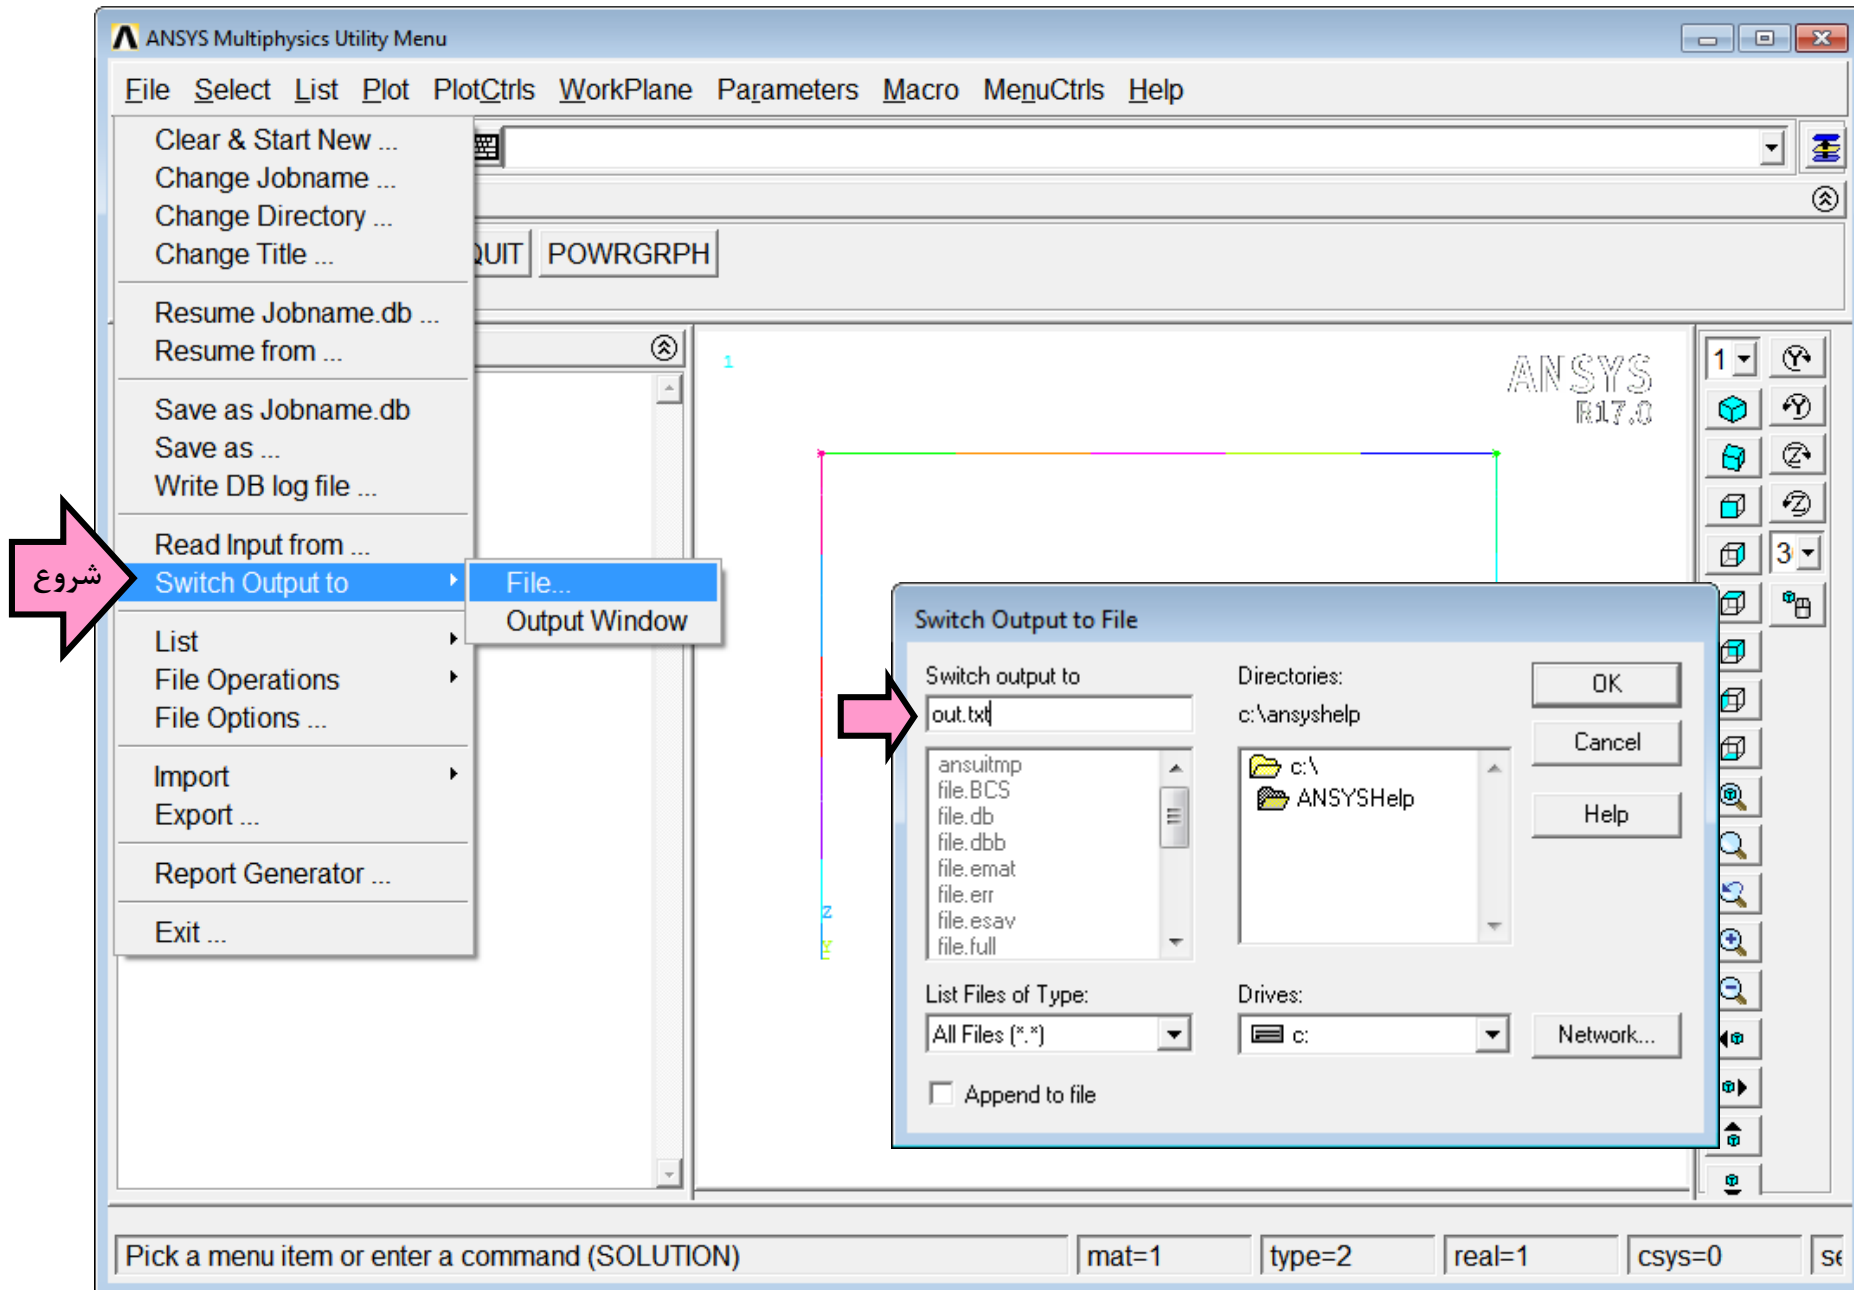 ANSYS Multiphysics Utility Menu
File Select List Plot PlotCtrls WorkPlane Parameters Macro MenuCtrls Help
Clear & Start New ...
Change Jobname ...
Change Directory ...
Change Title ...
QUIT POWRGRPH
Resume Jobname.db ...
Resume from ...
Save as Jobname.db
Save as ...
Write DB log file ...
Read Input from ...
شروع
Switch Output to
File...
Output Window
List
File Operations
File Options ...
Import
Export ...
Report Generator ...
Exit ...
1
ANSYS
R17.0
Z
Y
1
3
Switch Output to File
Switch output to
out.txt
ansuitmp
file.BCS
file.db
file.dbb
file.emat
file.err
file.esav
file.full
Directories:
c:\ansyshelp
c:\
ANSYSHelp
OK
Cancel
Help
List Files of Type:
All Files (*.*)
Drives:
c:
Network...
Append to file
Pick a menu item or enter a command (SOLUTION) mat=1 type=2 real=1 csys=0